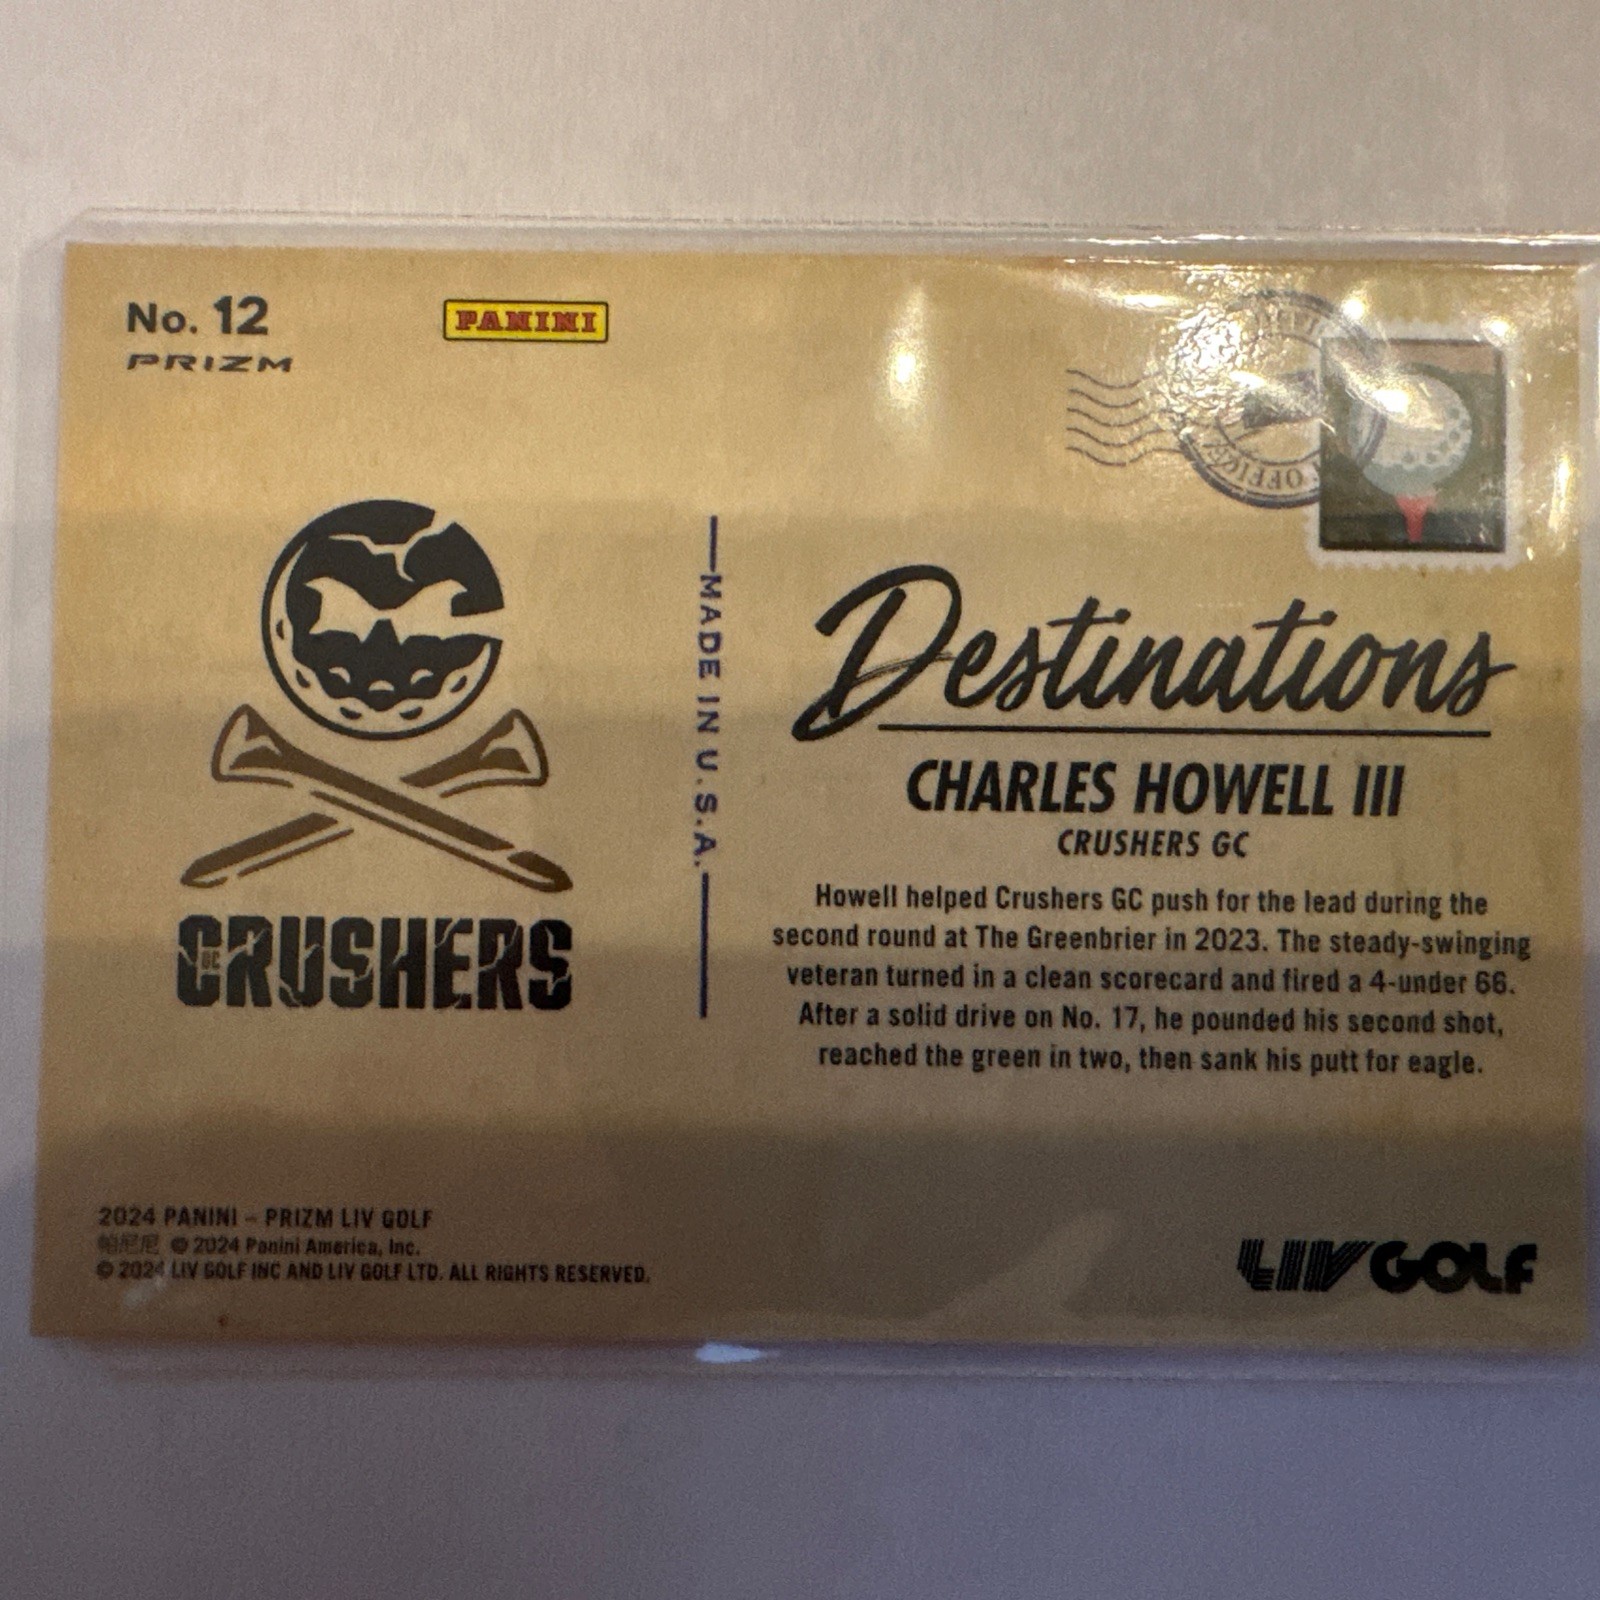 No. 12
PRIZM
PANINI
OFFICE
MADE IN U.S.A.
GC
CRUSHERS
Destinations
CHARLES HOWELL III
CRUSHERS GC
Howell helped Crushers GC push for the lead during the
second round at The Greenbrier in 2023. The steady-swinging
veteran turned in a clean scorecard and fired a 4-under 66.
After a solid drive on No. 17, he pounded his second shot,
reached the green in two, then sank his putt for eagle.
2024 PANINI – PRIZM LIV GOLF
帕尼尼 © 2024 Panini America, Inc.
© 2024 LIV GOLF INC AND LIV GOLF LTD. ALL RIGHTS RESERVED.
LIV GOLF